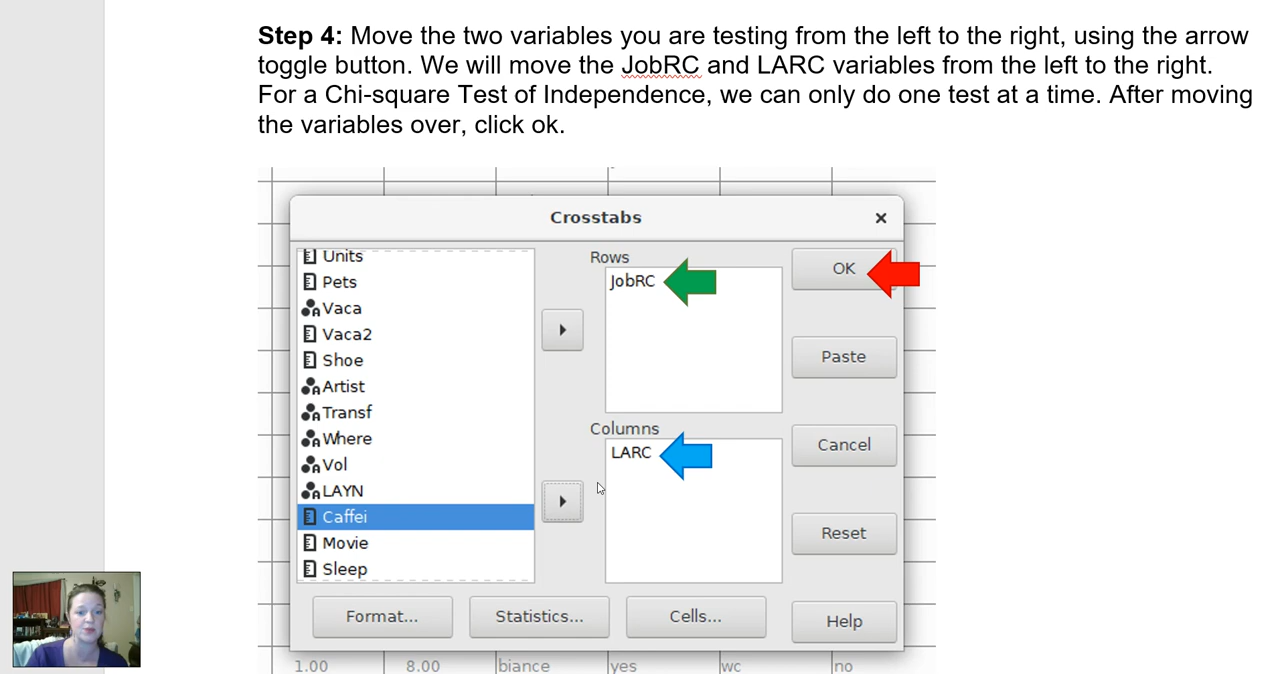 Step 4: Move the two variables you are testing from the left to the right, using the arrow
toggle button. We will move the JobRC and LARC variables from the left to the right.
For a Chi-square Test of Independence, we can only do one test at a time. After moving
the variables over, click ok.
Crosstabs
Units
Pets
Vaca
Vaca2
Shoe
Artist
Transf
Where
Vol
LAYN
Caffei
Movie
Sleep
Rows
JobRC
Columns
LARC
OK
Paste
Cancel
Reset
Help
Format...
Statistics...
Cells...
1.00 8.00 biance yes wc no